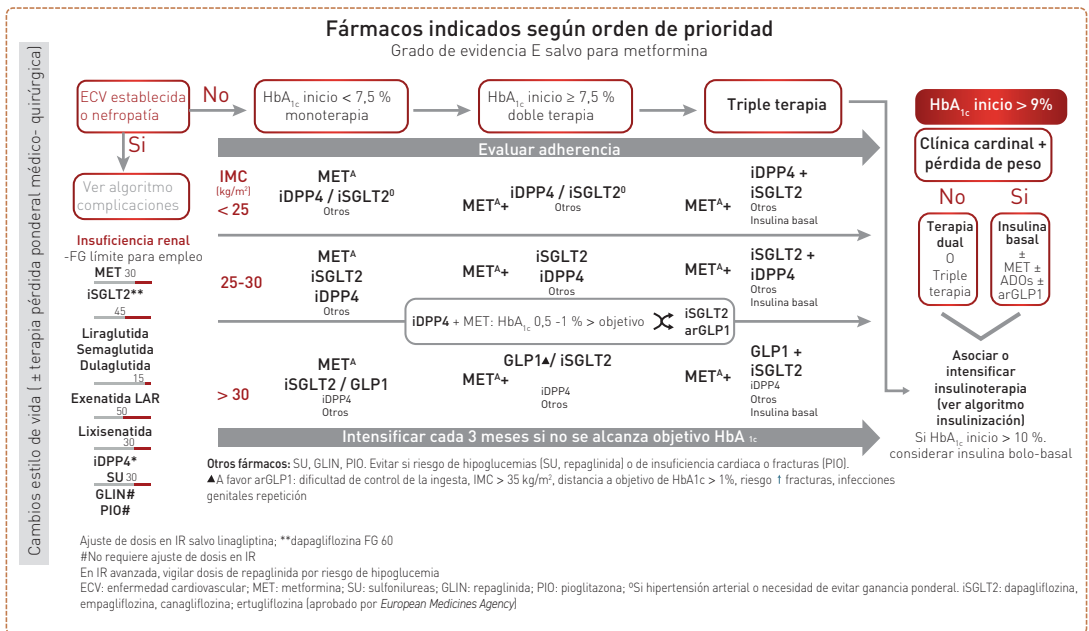 Fármacos indicados según orden de prioridad
Grado de evidencia E salvo para metformina
Cambios estilo de vida ( ± terapia pérdida ponderal médico- quirúrgica)
ECV establecida
o nefropatía
No
HbA1c inicio < 7,5 %
monoterapia
HbA1c inicio ≥ 7,5 %
doble terapia
Triple terapia
HbA1c inicio > 9%
Clínica cardinal +
pérdida de peso
Si
Ver algoritmo
complicaciones
Evaluar adherencia
IMC
(kg/m²)
< 25
METᴬ
iDPP4 / iSGLT2⁰
Otros
METᴬ+
iDPP4 / iSGLT2⁰
Otros
METᴬ+
iDPP4 +
iSGLT2
Otros
Insulina basal
No
Si
Terapia
dual
O
Triple
terapia
Insulina
basal
±
MET ±
ADOs ±
arGLP1
Insuficiencia renal
-FG límite para empleo
MET 30
iSGLT2**
45
Liraglutida
Semaglutida
Dulaglutida
15
Exenatida LAR
50
Lixisenatida
30
iDPP4*
SU 30
GLIN#
PIO#
25-30
METᴬ
iSGLT2
iDPP4
Otros
METᴬ+
iSGLT2
iDPP4
Otros
METᴬ+
iSGLT2 +
iDPP4
Otros
Insulina basal
iDPP4 + MET: HbA1c 0,5 -1 % > objetivo
iSGLT2
arGLP1
> 30
METᴬ
iSGLT2 / GLP1
iDPP4
Otros
METᴬ+
GLP1▲/ iSGLT2
iDPP4
Otros
METᴬ+
GLP1 +
iSGLT2
iDPP4
Otros
Insulina basal
Asociar o
intensificar
insulinoterapia
(ver algoritmo
insulinización)
Si HbA1c inicio > 10 %.
considerar insulina bolo-basal
Intensificar cada 3 meses si no se alcanza objetivo HbA 1c
Otros fármacos: SU, GLIN, PIO. Evitar si riesgo de hipoglucemias (SU, repaglinida) o de insuficiencia cardiaca o fracturas (PIO).
▲A favor arGLP1: dificultad de control de la ingesta, IMC > 35 kg/m², distancia a objetivo de HbA1c > 1%, riesgo ↑ fracturas, infecciones
genitales repetición
Ajuste de dosis en IR salvo linagliptina; **dapagliflozina FG 60
#No requiere ajuste de dosis en IR
En IR avanzada, vigilar dosis de repaglinida por riesgo de hipoglucemia
ECV: enfermedad cardiovascular; MET: metformina; SU: sulfonilureas; GLIN: repaglinida; PIO: pioglitazona; ⁰Si hipertensión arterial o necesidad de evitar ganancia ponderal. iSGLT2: dapagliflozina,
empagliflozina, canagliflozina; ertugliflozina (aprobado por European Medicines Agency)